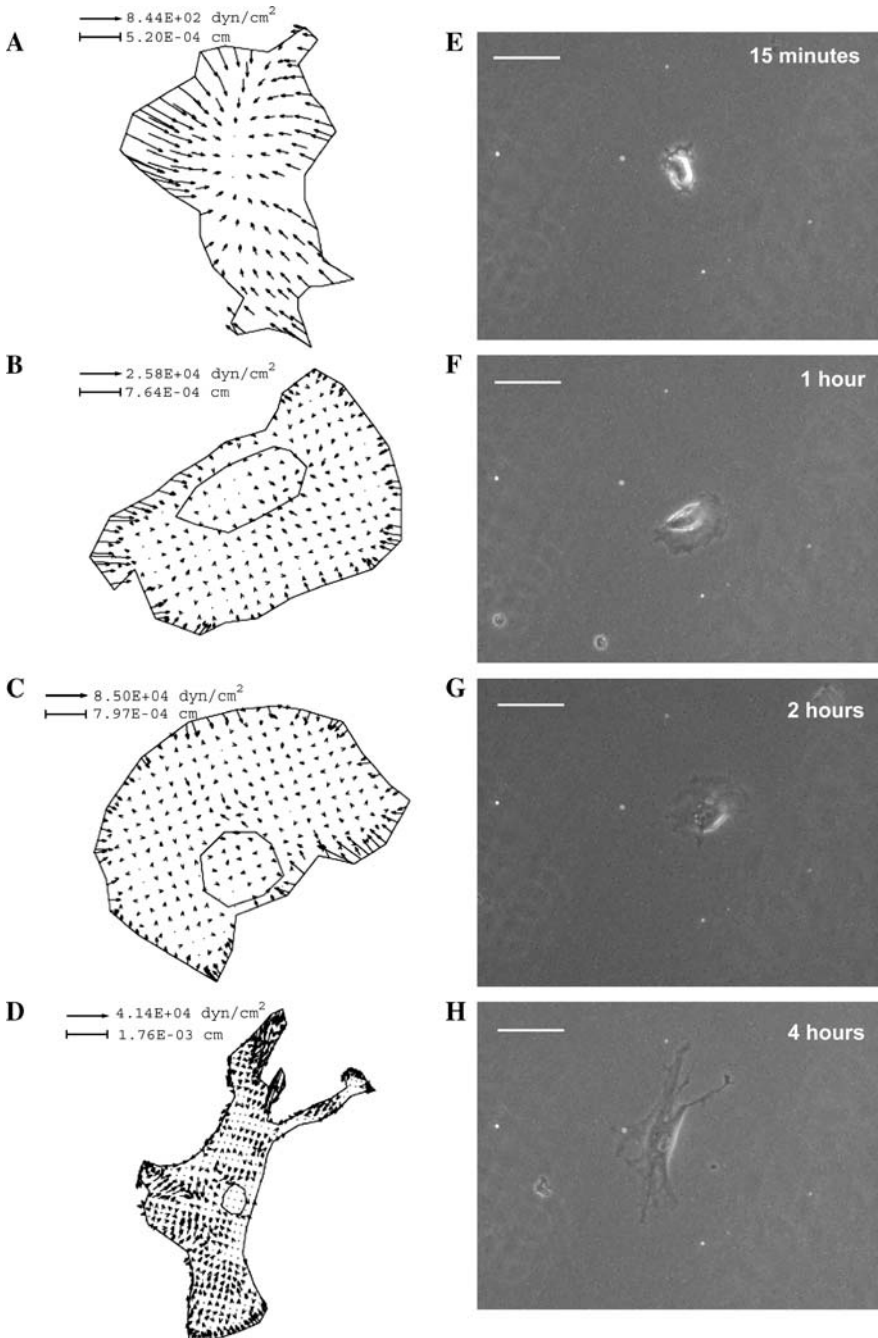 A
8.44E+02 dyn/cm²
5.20E-04 cm
E
15 minutes
B
2.58E+04 dyn/cm²
7.64E-04 cm
F
1 hour
C
8.50E+04 dyn/cm²
7.97E-04 cm
G
2 hours
D
4.14E+04 dyn/cm²
1.76E-03 cm
H
4 hours